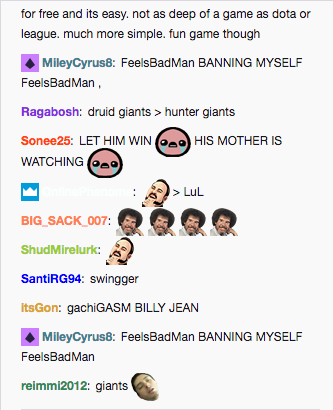 for free and its easy. not as deep of a game as dota or
league. much more simple. fun game though
MileyCyrus8: FeelsBadMan BANNING MYSELF
FeelsBadMan ,
Ragabosh: druid giants > hunter giants
Sonee25: LET HIM WIN HIS MOTHER IS
WATCHING
: > LuL
BIG_SACK_007:
ShudMirelurk:
SantiRG94: swingger
ItsGon: gachiGASM BILLY JEAN
MileyCyrus8: FeelsBadMan BANNING MYSELF
FeelsBadMan
reimmi2012: giants